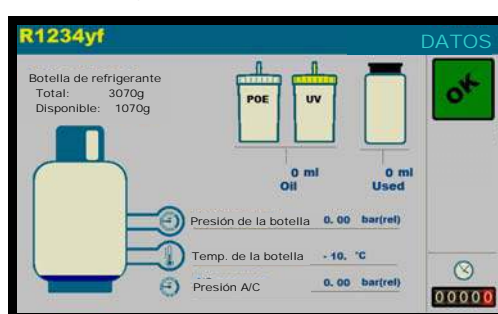 R1234yf
DATOS
Botella de refrigerante
Total: 3070g
Disponible: 1070g
POE
UV
OK
0 ml
Oil
0 ml
Used
Presión de la botella 0. 00 bar(rel)
Temp. de la botella - 10. °C
Presión A/C 0. 00 bar(rel)
00000